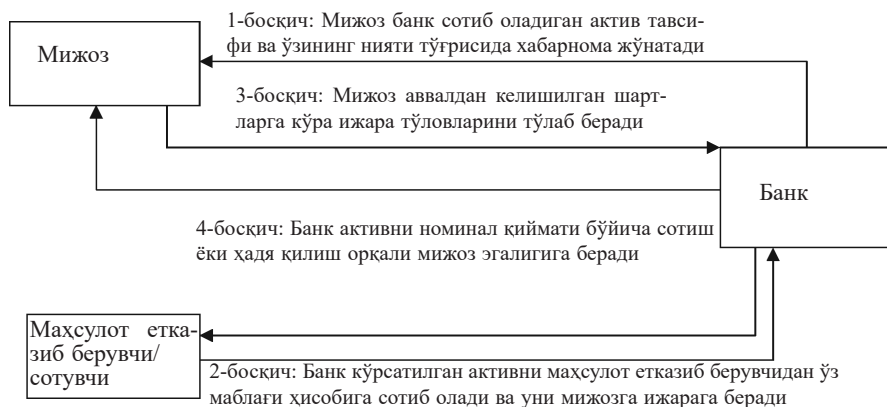 1-босқич: Мижоз банк сотиб оладиган актив тавси-
фи ва ўзининг нияти тўғрисида хабарнома жўнатади
Мижоз
3-босқич: Мижоз аввалдан келишилган шарт-
ларга кўра ижара тўловларини тўлаб беради
Банк
4-босқич: Банк активни номинал қиймати бўйича сотиш
ёки ҳадя қилиш орқали мижоз эгалигига беради
Маҳсулот етка-
зиб берувчи/
сотувчи
2-босқич: Банк кўрсатилган активни маҳсулот етказиб берувчидан ўз
маблағи ҳисобига сотиб олади ва уни мижозга ижарага беради